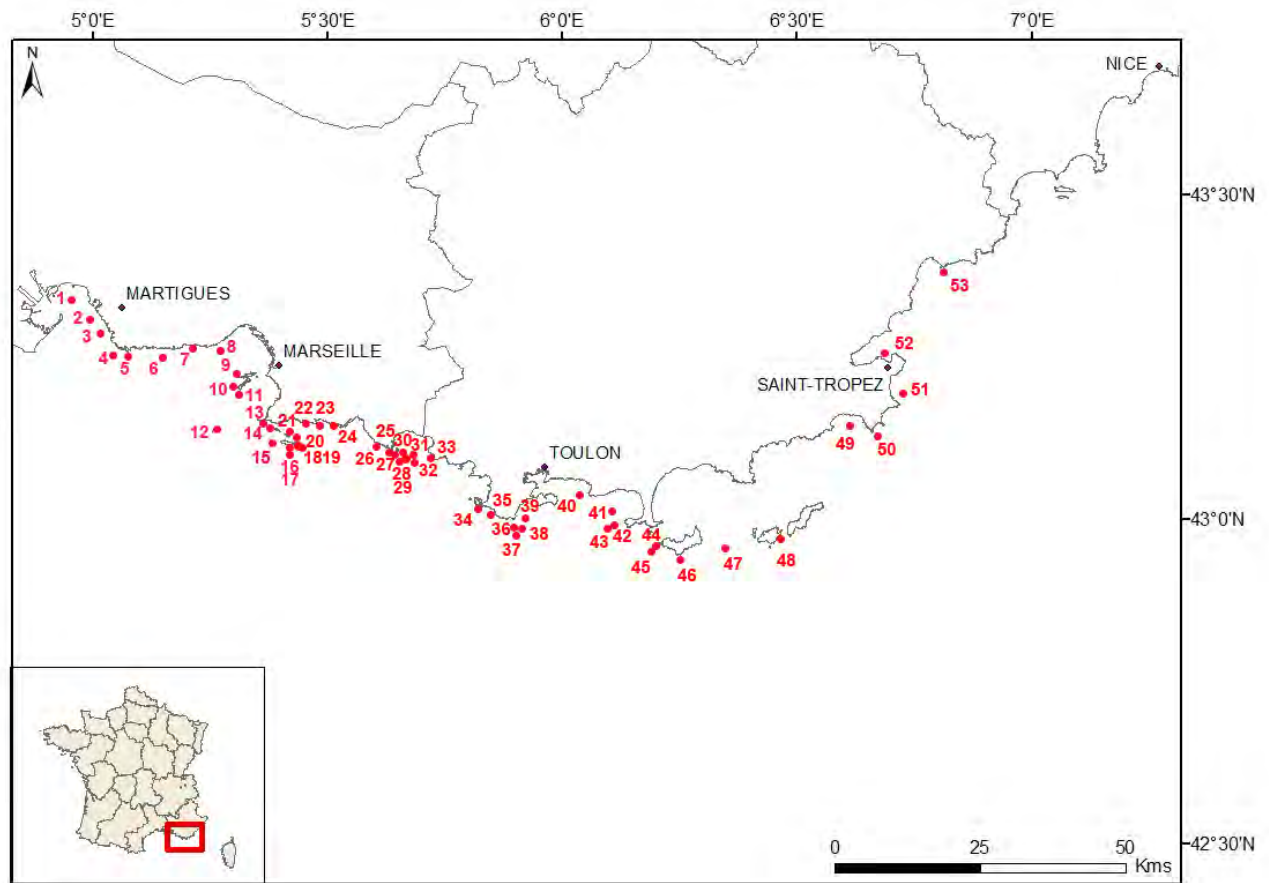 5°0'E 5°30'E 6°0'E 6°30'E 7°0'E
N
NICE
43°30'N
53
1 MARTIGUES
2
3
52
4 5 6 7 8 MARSEILLE
9
SAINT-TROPEZ
10 11
51
12 13 22 23
14 21 24 25 30
49 50
15 20 26 31 33
16 18 19 27 28 32 TOULON
17 29
34 35 39 40
36 38 41
43°0'N
37 43 42 44
48
45 46 47
42°30'N
0 25 50
Kms